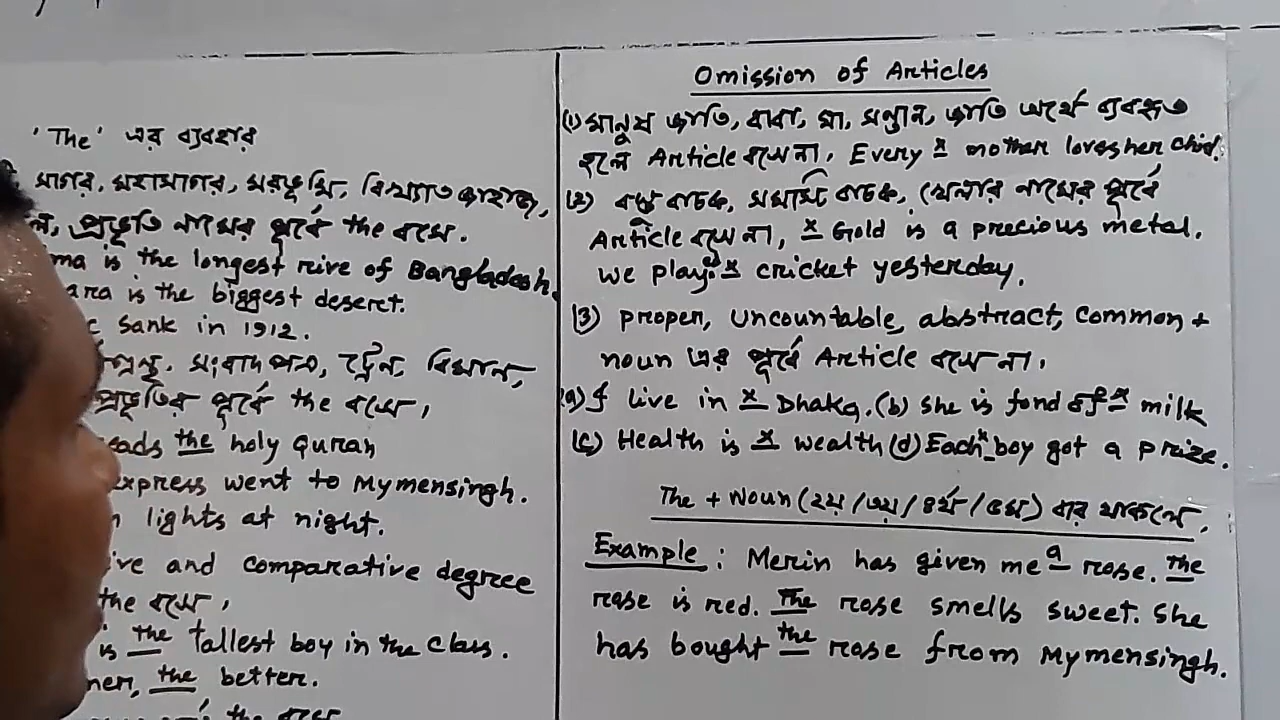 'The' এর ব্যবহার
সাগর, মহাসাগর, মরুভূমি, বিখ্যাত জাহাজ,
প্রভৃতি নামের পূর্বে the বসে.
ma is the longest rive of Bangladesh.
ara is the biggest desert.
c sank in 1912.
সংবাদপত্র, ট্রেন, বিমান,
প্রভৃতির পূর্বে the বসে,
eads the holy Quran
express went to Mymensingh.
n lights at night.
ive and comparative degree
the বসে,
is the tallest boy in the class.
ner, the better.
the বসে
Omission of Articles
(1) মানুষ জাতি, বাবা, মা, সন্তান, জাতি অর্থে ব্যবহৃত
হলে Article বসে না, Every x mother loves her chid.
(2) বস্তু বাচক, সমষ্টি বাচক, খেলার নামের পূর্বে
Article বসে না, x Gold is a precious metal.
we played x cricket yesterday.
(3) proper, uncountable, abstract, common +
noun এর পূর্বে Article বসে না,
(a) I live in x Dhaka. (b) She is fond of x milk
(c) Health is x wealth (d) Each x boy got a prize.
The + Noun (২য়/৩য়/৪র্থ/৫ম) বার থাকলে,
Example: Merin has given me a rose. The
rose is red. The rose smells sweet. She
has bought the rose from Mymensingh.